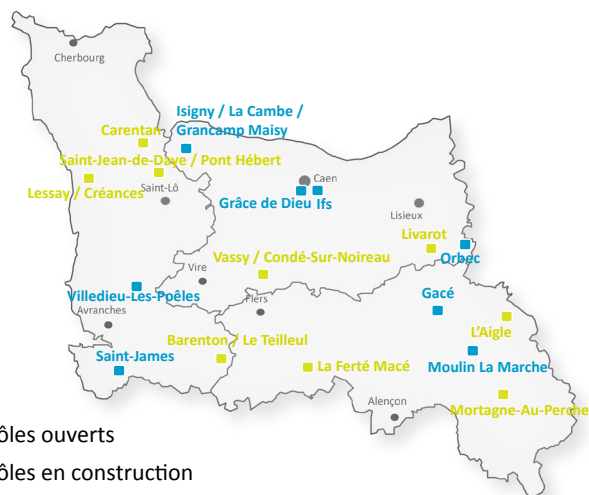 Cherbourg
Isigny / La Cambe /
Grancamp Maisy
Carentan
Saint-Jean-de-Daye / Pont Hébert
Lessay / Créances
Saint-Lô
Caen
Grâce de Dieu
Ifs
Lisieux
Livarot
Orbec
Vassy / Condé-Sur-Noireau
Vire
Villedieu-Les-Poêles
Flers
Gacé
Avranches
L'Aigle
Barenton / Le Teilleul
Saint-James
La Ferté Macé
Moulin La Marche
Alençon
Mortagne-Au-Perche
ôles ouverts
ôles en construction